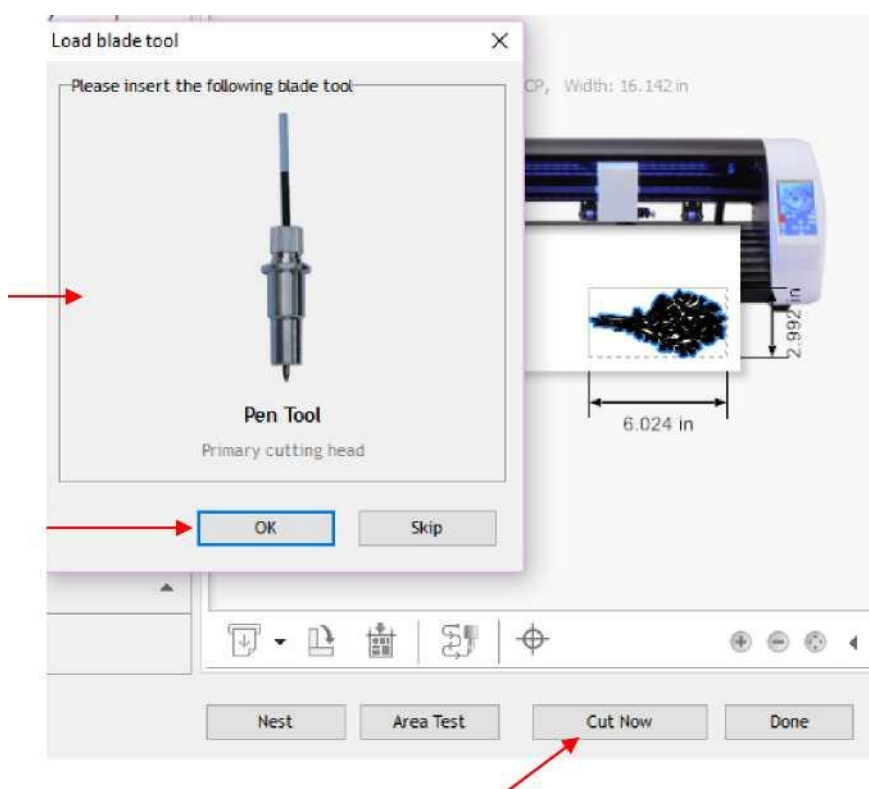 Load blade tool
Please insert the following blade tool
CP, Width: 16.142 in
Pen Tool
Primary cutting head
2.992 in
6.024 in
OK
Skip
Nest
Area Test
Cut Now
Done